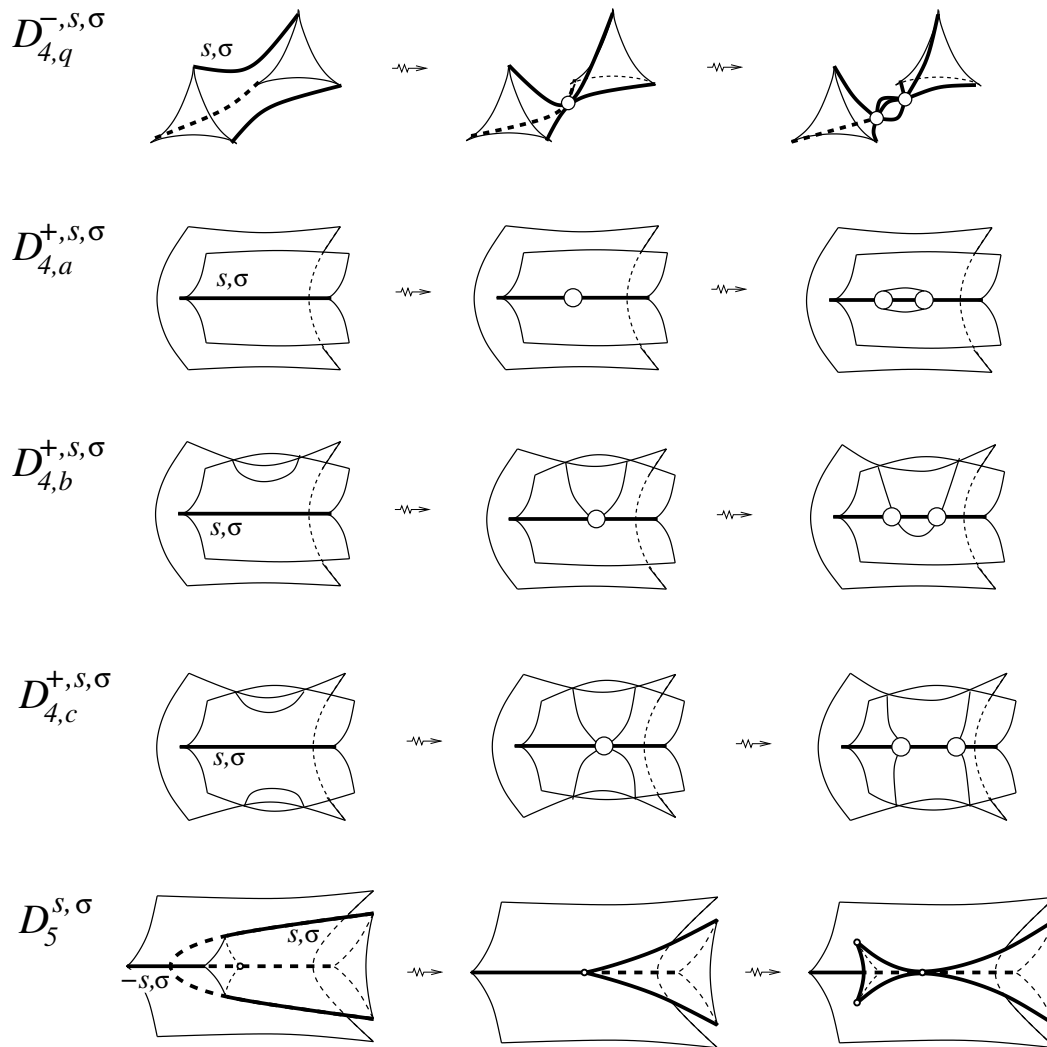 D_{4,q}^{-,s,σ}
s,σ
D_{4,a}^{+,s,σ}
s,σ
D_{4,b}^{+,s,σ}
s,σ
D_{4,c}^{+,s,σ}
s,σ
D_5^{s,σ}
s,σ
−s,σ